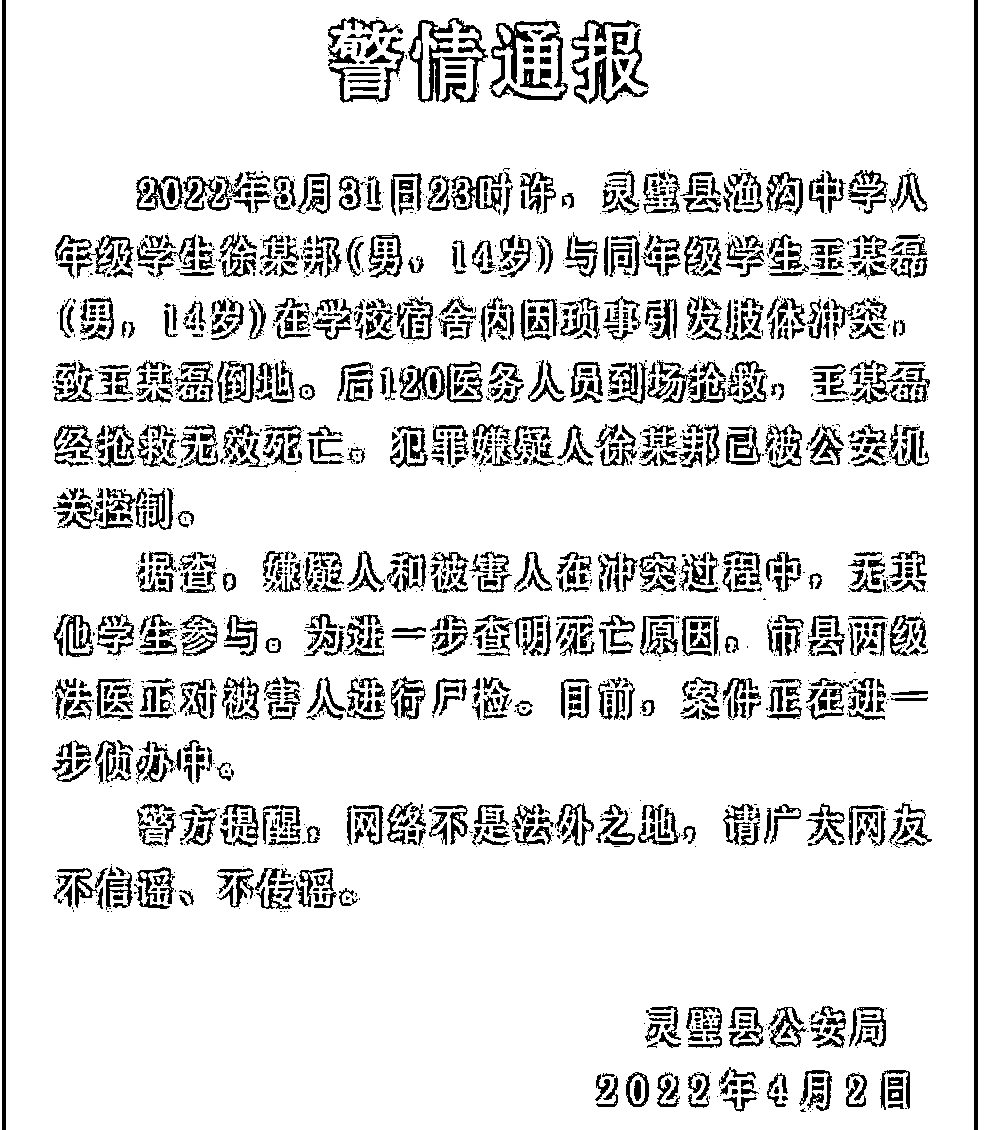 警情通报
2022年3月31日23时许，灵璧县渔沟中学八
年级学生徐某邦(男，14岁)与同年级学生王某磊
(男，14岁)在学校宿舍内因琐事引发肢体冲突，
致王某磊倒地。后120医务人员到场抢救，王某磊
经抢救无效死亡。犯罪嫌疑人徐某邦已被公安机
关控制。
据查，嫌疑人和被害人在冲突过程中，无其
他学生参与。为进一步查明死亡原因，市县两级
法医正对被害人进行尸检。目前，案件正在进一
步侦办中。
警方提醒，网络不是法外之地，请广大网友
不信谣、不传谣。
灵璧县公安局
2022年4月2日